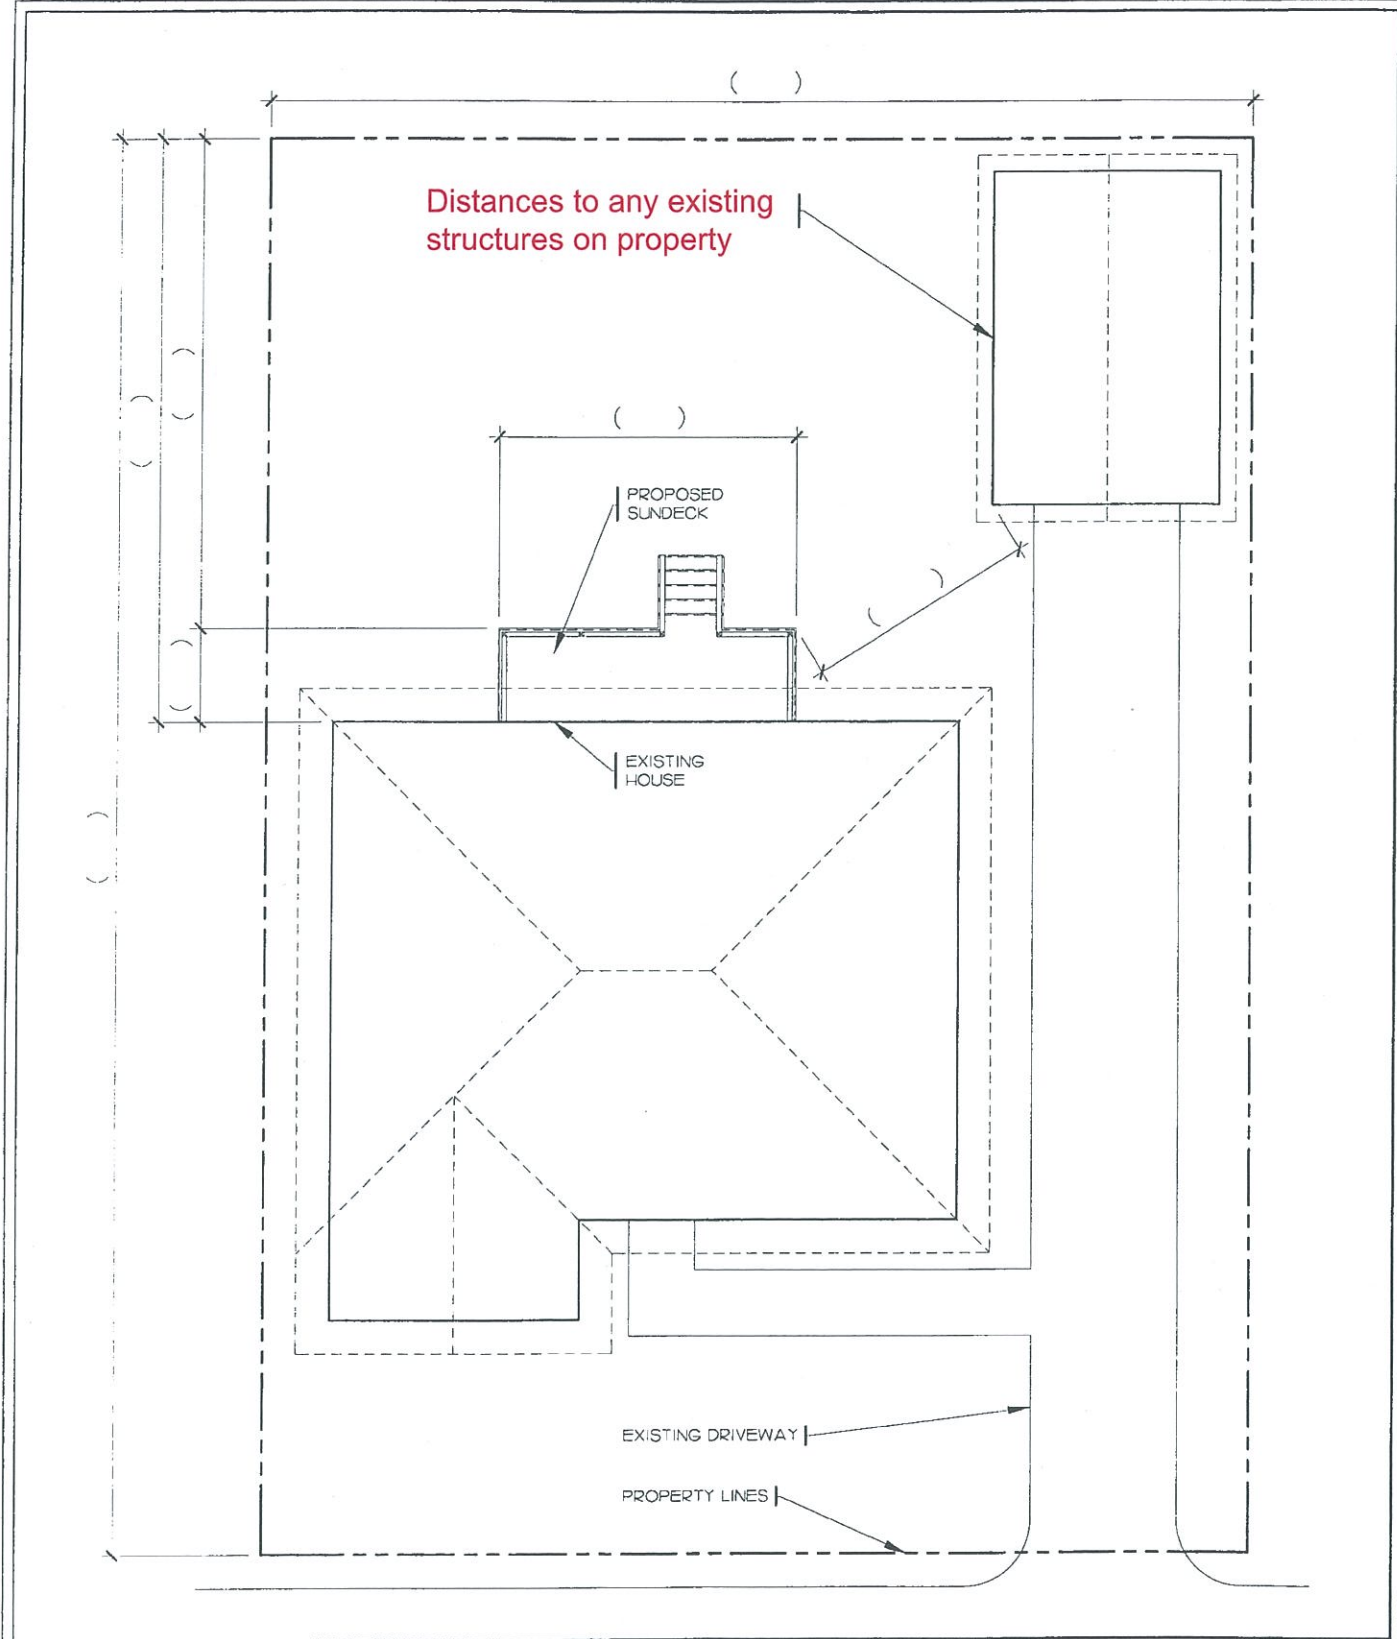 ( )
Distances to any existing
structures on property
( )
( )
( )
PROPOSED
SUNDECK
( )
( )
EXISTING
HOUSE
( )
EXISTING DRIVEWAY
PROPERTY LINES